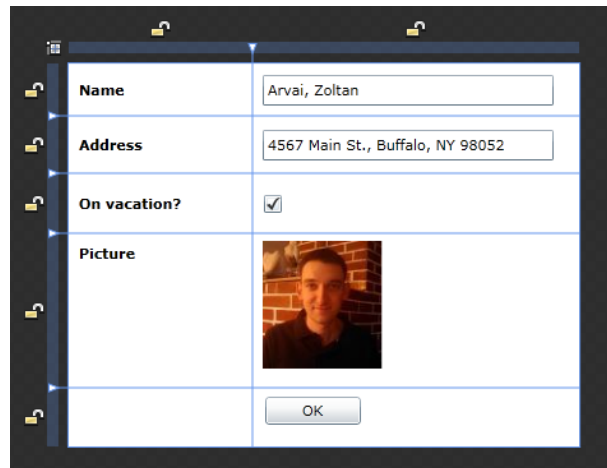 Name
Arvai, Zoltan
Address
4567 Main St., Buffalo, NY 98052
On vacation?
Picture
OK